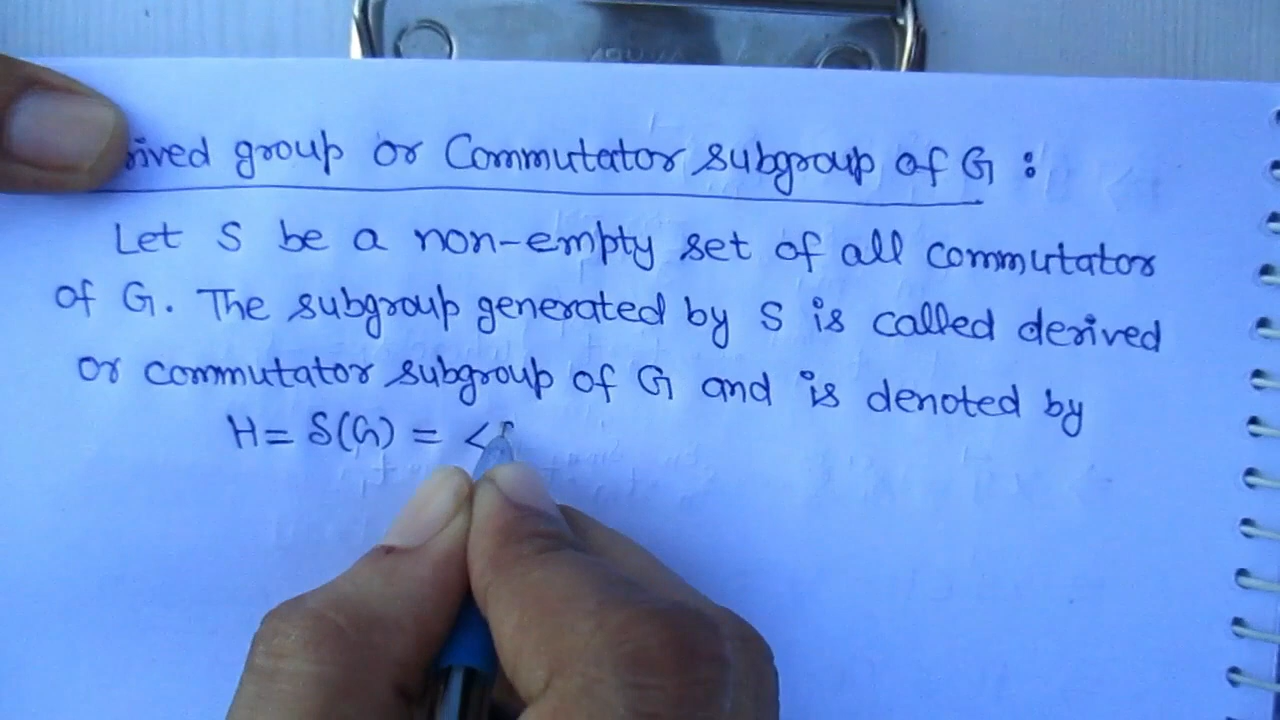 rived group or Commutator subgroup of G :
Let S be a non-empty set of all commutator
of G. The subgroup generated by S is called derived
or commutator subgroup of G and is denoted by
H = S(G) = <